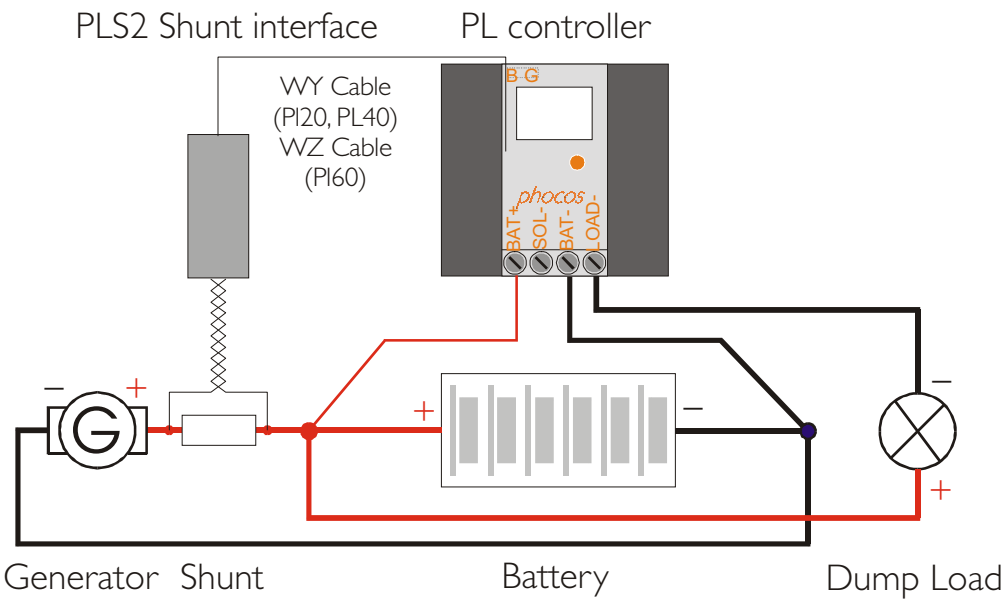 PLS2 Shunt interface
PL controller
WY Cable
(Pl20, PL40)
WZ Cable
(Pl60)
B G
phocos
BAT+
SOL-
BAT-
LOAD-
− +
G
+ −
−
+
Generator
Shunt
Battery
Dump Load